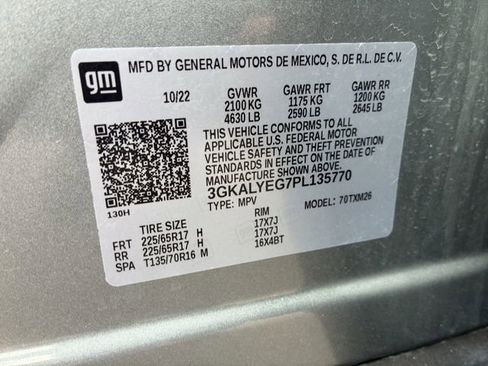 gm
MFD BY GENERAL MOTORS DE MEXICO, S. DE R.L. DE C.V.
10/22 GVWR GAWR FRT GAWR RR
2100 KG 1175 KG 1200 KG
4630 LB 2590 LB 2645 LB
THIS VEHICLE CONFORMS TO ALL
APPLICABLE U.S. FEDERAL MOTOR
VEHICLE SAFETY AND THEFT PREVENTION
STANDARDS IN EFFECT ON THE DATE OF
MANUFACTURE SHOWN ABOVE.
3GKALYEG7PL135770
TYPE: MPV MODEL: 70TXM26
130H
TIRE SIZE RIM
FRT 225/65R17 H 17X7J
RR 225/65R17 H 17X7J
SPA T135/70R16 M 16X4BT